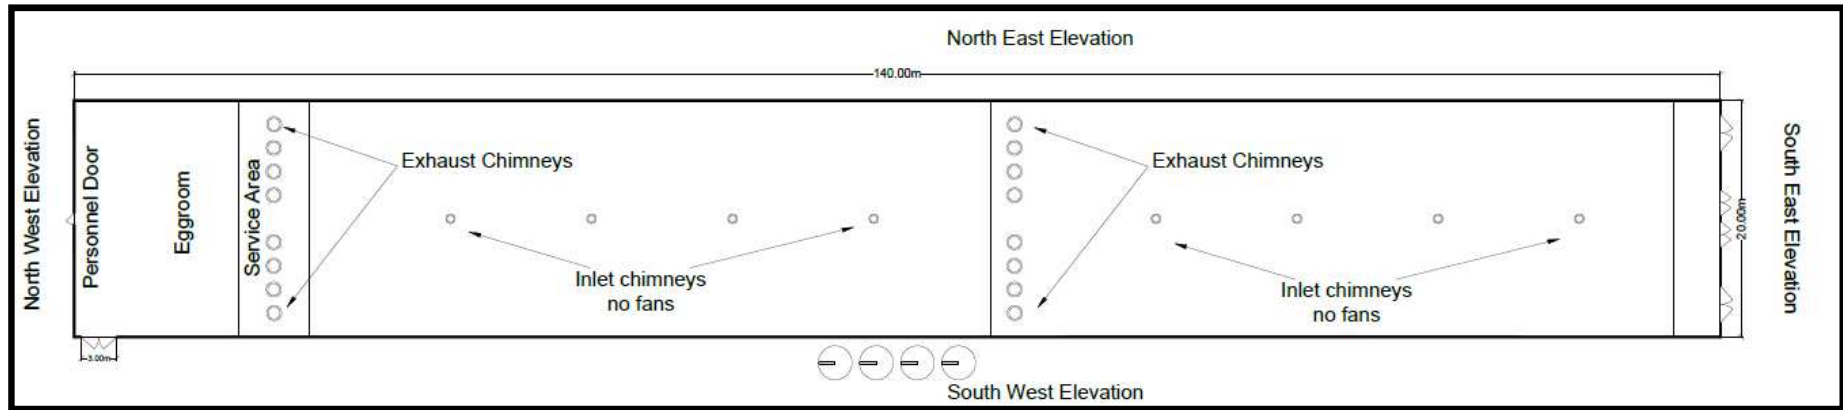 North East Elevation
140.00m
North West Elevation
Personnel Door
Eggroom
Service Area
Exhaust Chimneys
Inlet chimneys
no fans
Exhaust Chimneys
Inlet chimneys
no fans
20.00m
South East Elevation
3.00m
South West Elevation